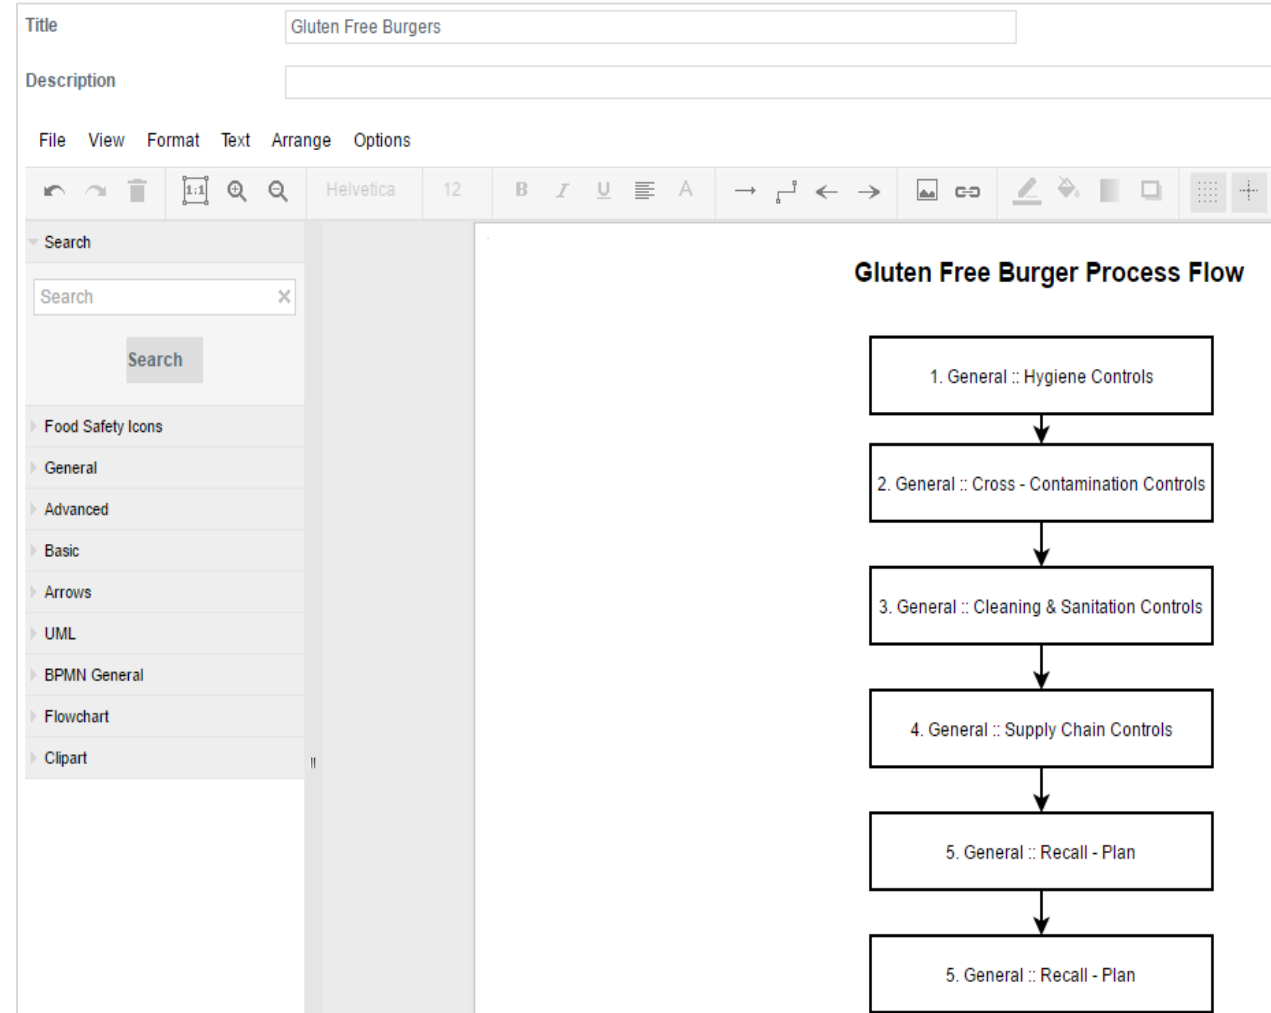 Title
Gluten Free Burgers
Description
File View Format Text Arrange Options
1:1 Helvetica 12 B I U A
Search
Search
Search
Food Safety Icons
General
Advanced
Basic
Arrows
UML
BPMN General
Flowchart
Clipart
Gluten Free Burger Process Flow
1. General :: Hygiene Controls
2. General :: Cross - Contamination Controls
3. General :: Cleaning & Sanitation Controls
4. General :: Supply Chain Controls
5. General :: Recall - Plan
5. General :: Recall - Plan